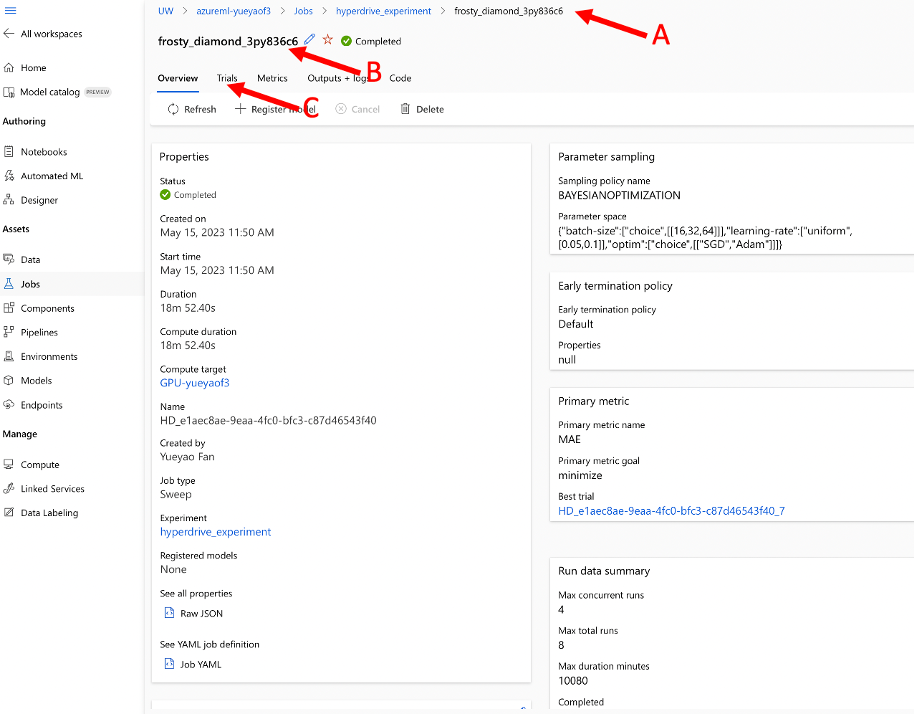 UW > azureml-yueyaof3 > Jobs > hyperdrive_experiment > frosty_diamond_3py836c6
A
All workspaces
frosty_diamond_3py836c6 Completed
B
Home
Model catalog PREVIEW
Overview Trials Metrics Outputs + logs Code
C
Refresh Register model Cancel Delete
Authoring
Notebooks
Automated ML
Designer
Assets
Data
Jobs
Components
Pipelines
Environments
Models
Endpoints
Manage
Compute
Linked Services
Data Labeling
Properties
Status
Completed
Created on
May 15, 2023 11:50 AM
Start time
May 15, 2023 11:50 AM
Duration
18m 52.40s
Compute duration
18m 52.40s
Compute target
GPU-yueyaof3
Name
HD_e1aec8ae-9eaa-4fc0-bfc3-c87d46543f40
Created by
Yueyao Fan
Job type
Sweep
Experiment
hyperdrive_experiment
Registered models
None
See all properties
Raw JSON
See YAML job definition
Job YAML
Parameter sampling
Sampling policy name
BAYESIANOPTIMIZATION
Parameter space
{"batch-size":["choice",[[16,32,64]]],"learning-rate":["uniform",
[0.05,0.1]],"optim":["choice",[["SGD","Adam"]]]}
Early termination policy
Early termination policy
Default
Properties
null
Primary metric
Primary metric name
MAE
Primary metric goal
minimize
Best trial
HD_e1aec8ae-9eaa-4fc0-bfc3-c87d46543f40_7
Run data summary
Max concurrent runs
4
Max total runs
8
Max duration minutes
10080
Completed